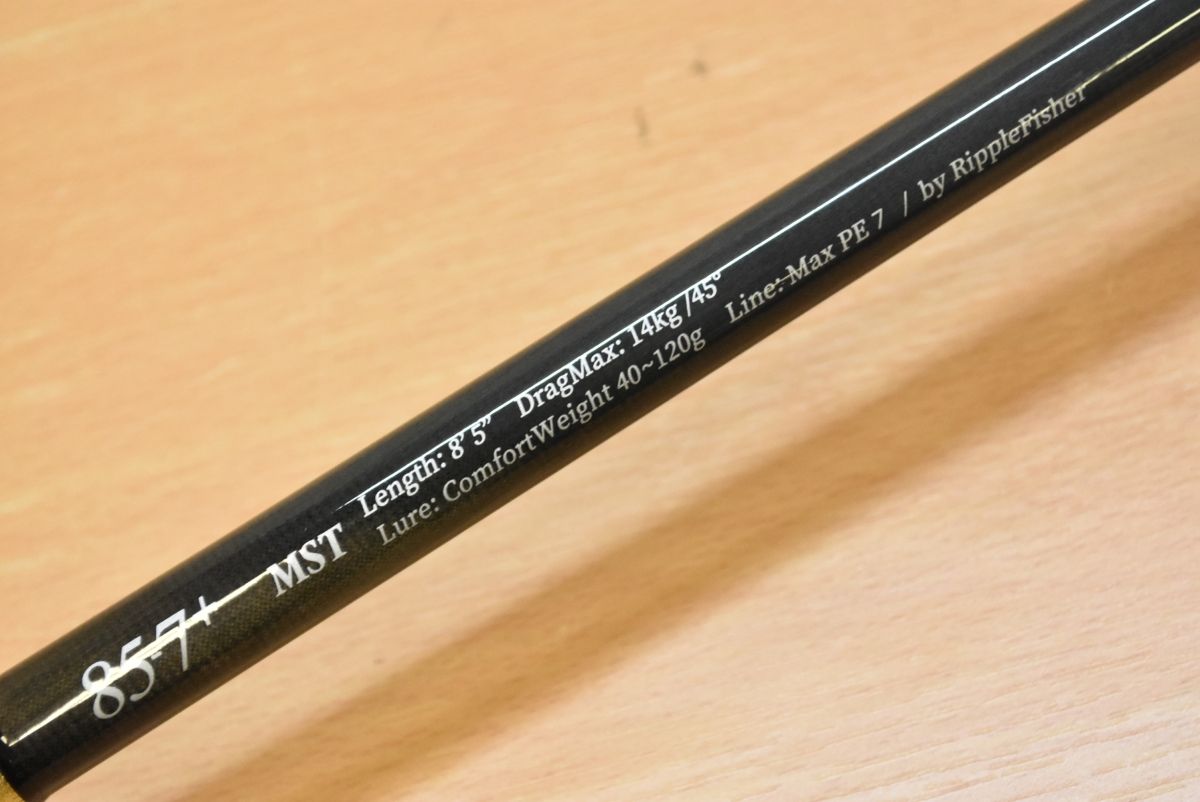 85-7+ MST
Length: 8' 5” DragMax: 14kg /45°
Lure: ComfortWeight 40~120g Line: Max PE 7 / by RippleFisher